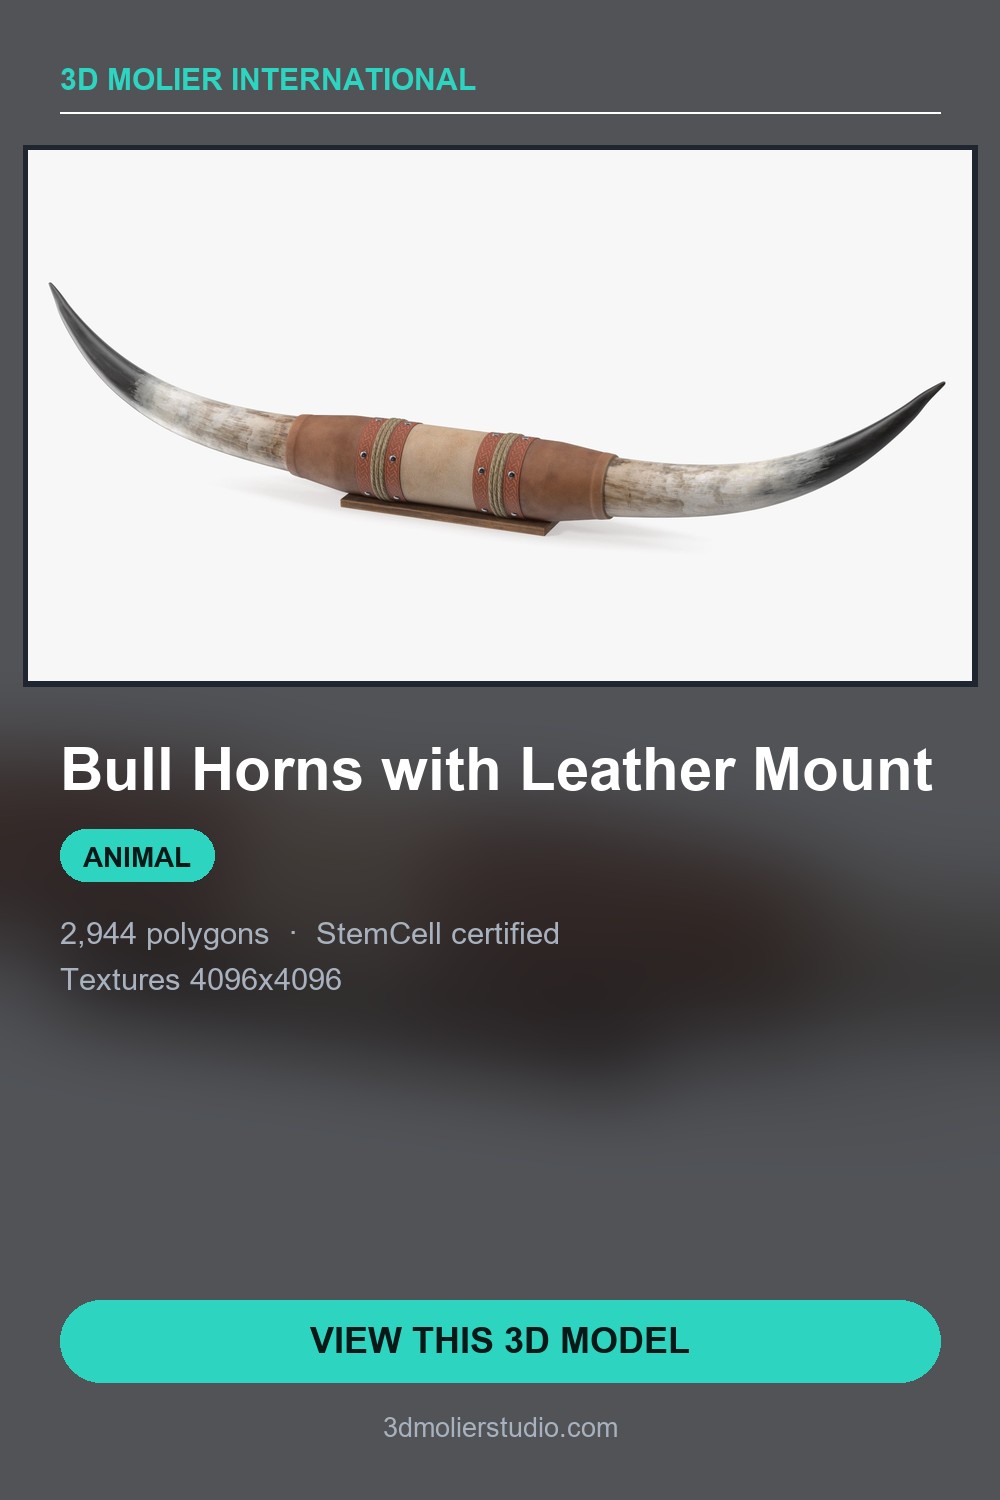 3D MOLIER INTERNATIONAL
Bull Horns with Leather Mount
ANIMAL
2,944 polygons · StemCell certified
Textures 4096x4096
VIEW THIS 3D MODEL
3dmolierstudio.com